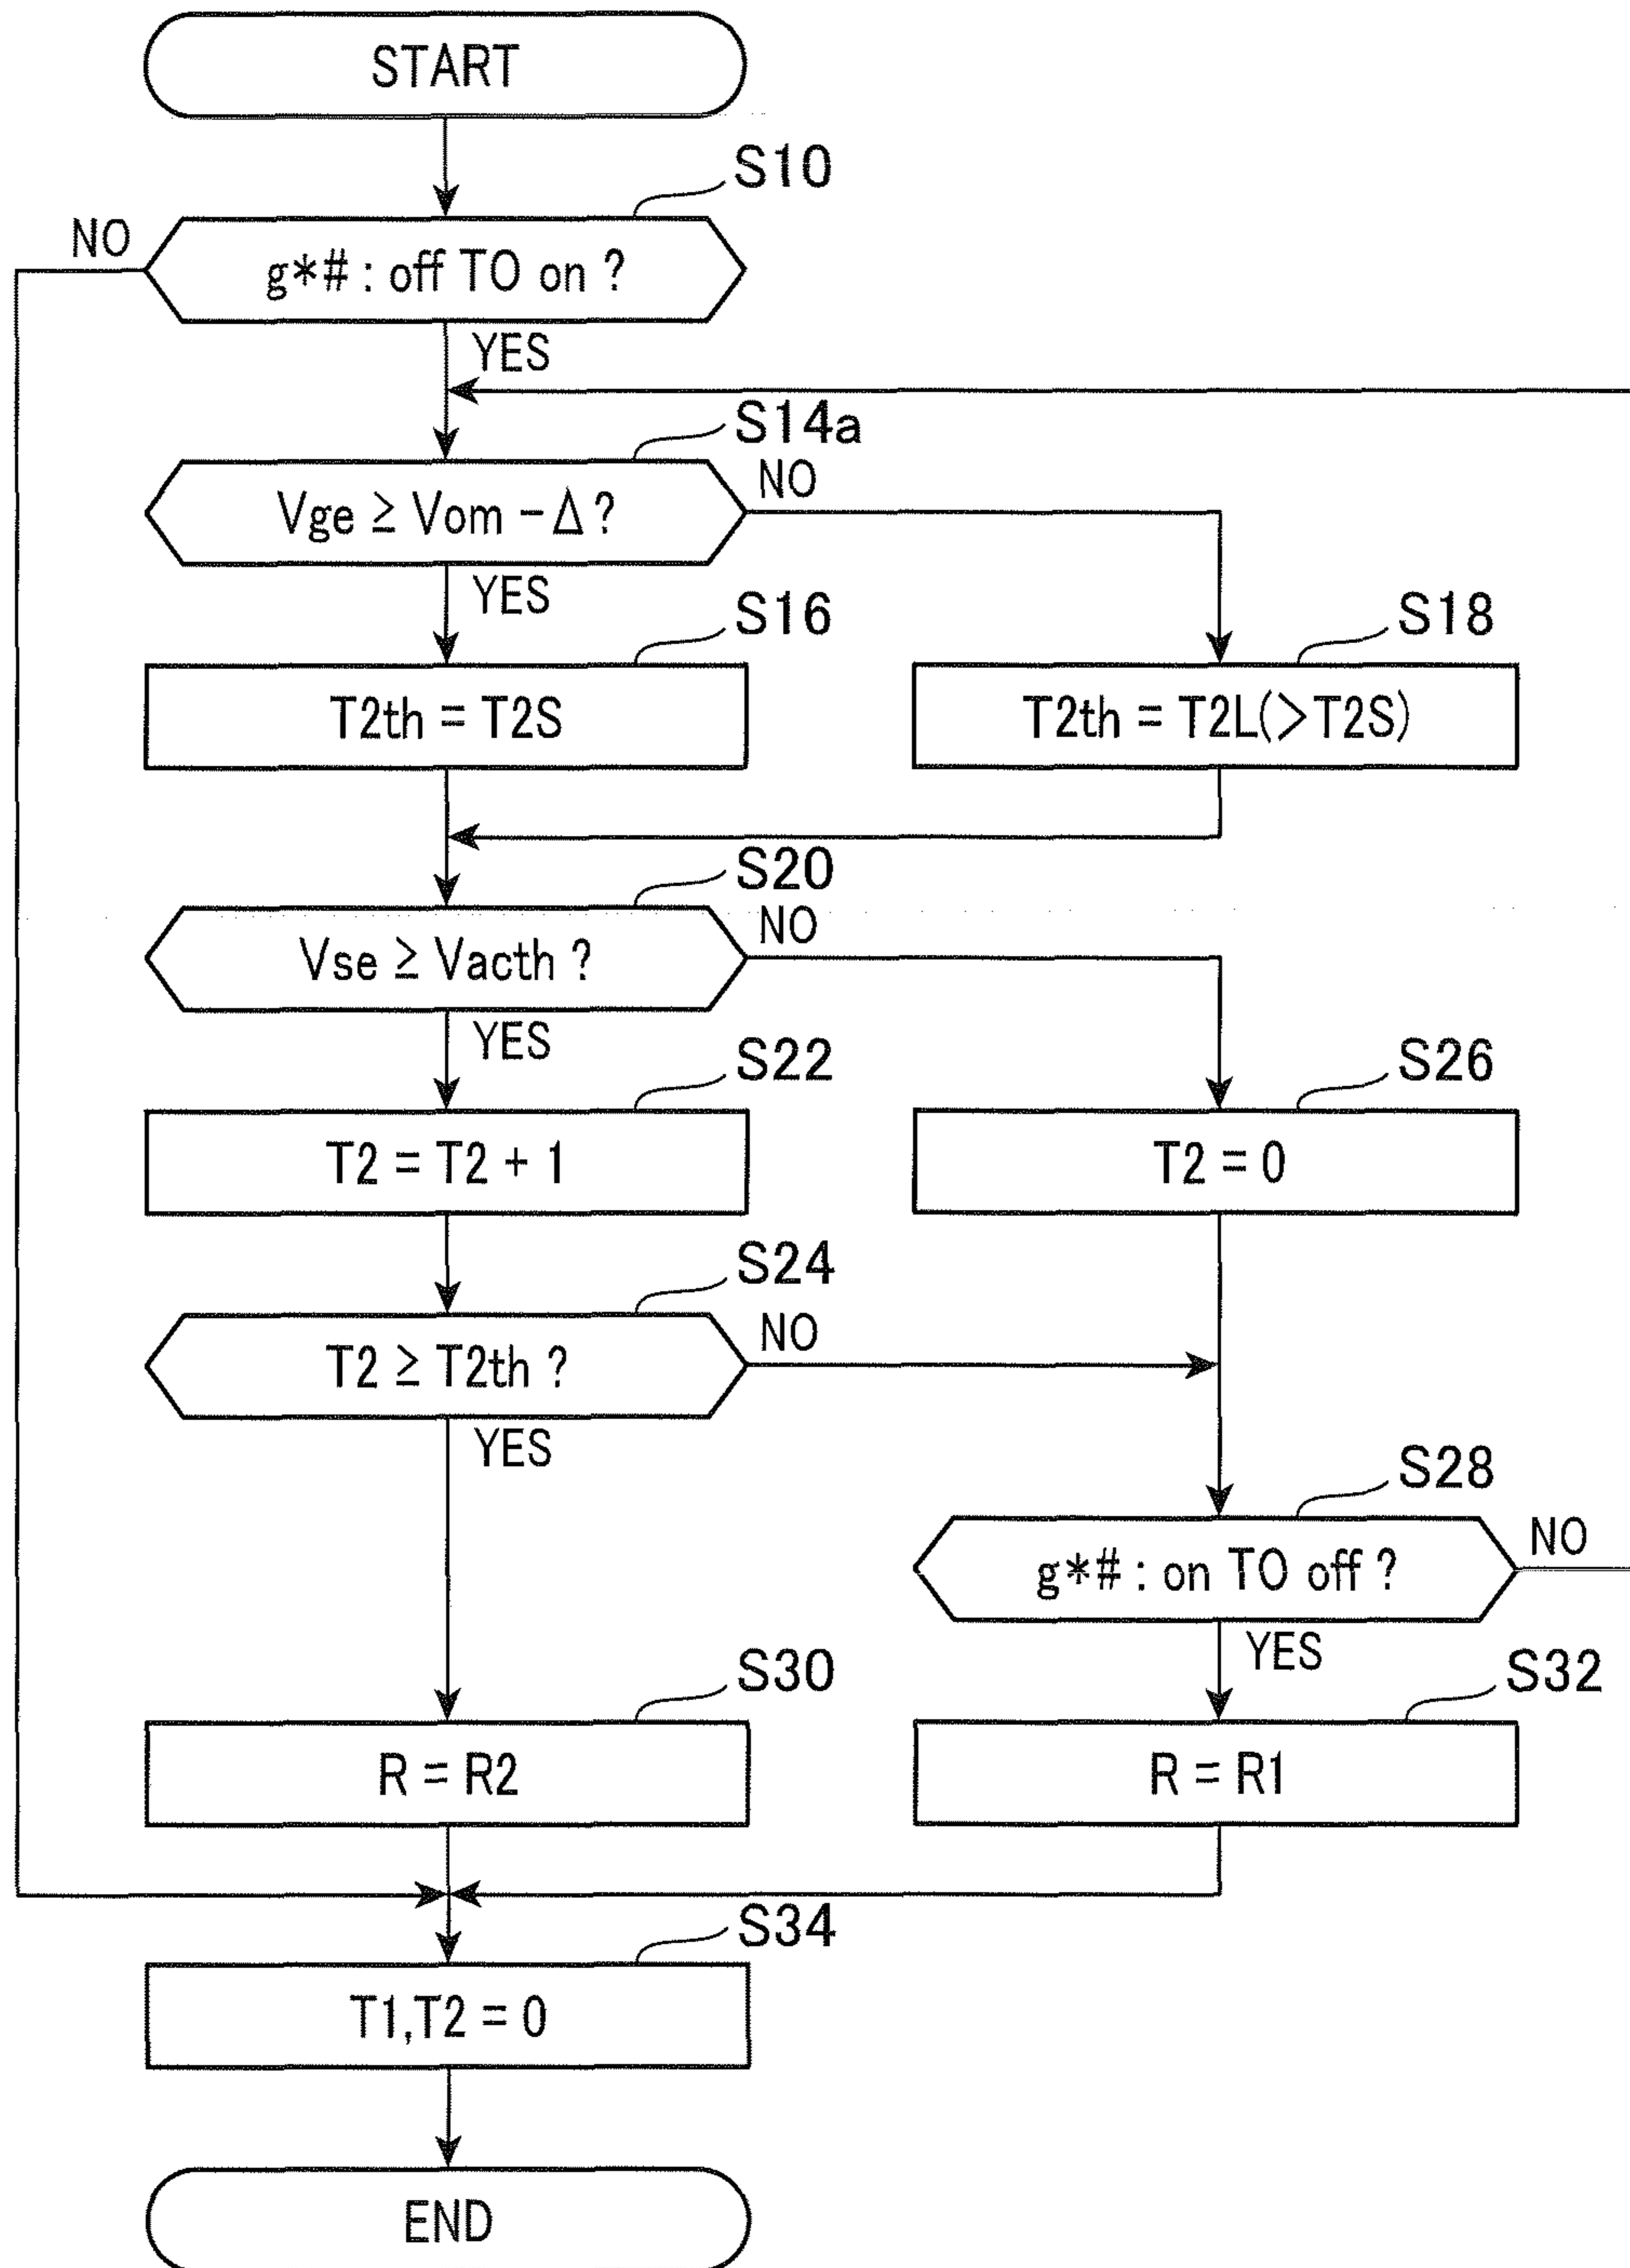 START
S10
NO
g*# : off TO on ?
YES
S14a
NO
Vge ≥ Vom - Δ ?
YES
S16
S18
T2th = T2S
T2th = T2L(>T2S)
S20
NO
Vse ≥ Vacth ?
YES
S22
S26
T2 = T2 + 1
T2 = 0
S24
NO
T2 ≥ T2th ?
YES
S28
NO
g*# : on TO off ?
YES
S30
S32
R = R2
R = R1
S34
T1,T2 = 0
END